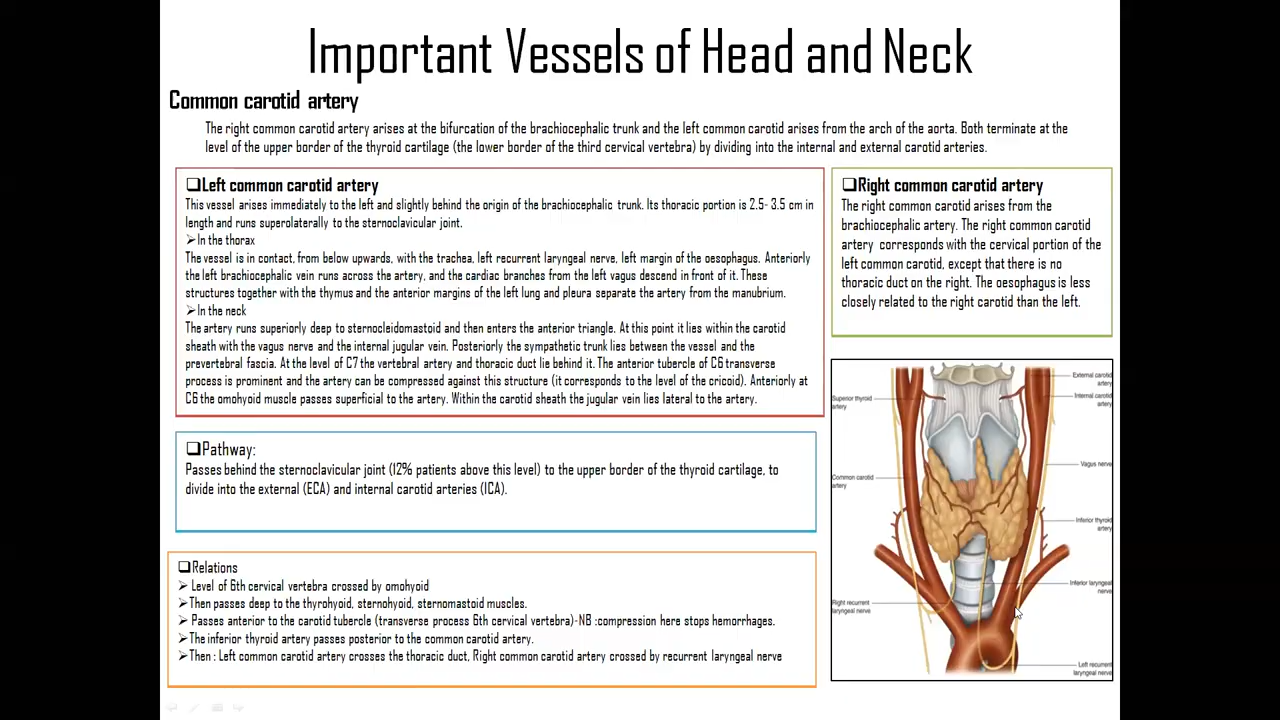 Important Vessels of Head and Neck
Common carotid artery
The right common carotid artery arises at the bifurcation of the brachiocephalic trunk and the left common carotid arises from the arch of the aorta. Both terminate at the
level of the upper border of the thyroid cartilage (the lower border of the third cervical vertebra) by dividing into the internal and external carotid arteries.
❑Left common carotid artery
This vessel arises immediately to the left and slightly behind the origin of the brachiocephalic trunk. Its thoracic portion is 2.5- 3.5 cm in
length and runs superolaterally to the sternoclavicular joint.
➢In the thorax
The vessel is in contact, from below upwards, with the trachea, left recurrent laryngeal nerve, left margin of the oesophagus. Anteriorly
the left brachiocephalic vein runs across the artery, and the cardiac branches from the left vagus descend in front of it. These
structures together with the thymus and the anterior margins of the left lung and pleura separate the artery from the manubrium.
➢In the neck
The artery runs superiorly deep to sternocleidomastoid and then enters the anterior triangle. At this point it lies within the carotid
sheath with the vagus nerve and the internal jugular vein. Posteriorly the sympathetic trunk lies between the vessel and the
prevertebral fascia. At the level of C7 the vertebral artery and thoracic duct lie behind it. The anterior tubercle of C6 transverse
process is prominent and the artery can be compressed against this structure (it corresponds to the level of the cricoid). Anteriorly at
C6 the omohyoid muscle passes superficial to the artery. Within the carotid sheath the jugular vein lies lateral to the artery.
❑Right common carotid artery
The right common carotid arises from the
brachiocephalic artery. The right common carotid
artery corresponds with the cervical portion of the
left common carotid, except that there is no
thoracic duct on the right. The oesophagus is less
closely related to the right carotid than the left.
❑Pathway:
Passes behind the sternoclavicular joint (12% patients above this level) to the upper border of the thyroid cartilage, to
divide into the external (ECA) and internal carotid arteries (ICA).
❑Relations
➢ Level of 6th cervical vertebra crossed by omohyoid
➢Then passes deep to the thyrohyoid, sternohyoid, sternomastoid muscles.
➢ Passes anterior to the carotid tubercle (transverse process 6th cervical vertebra)-NB :compression here stops hemorrhages.
➢The inferior thyroid artery passes posterior to the common carotid artery.
➢Then : Left common carotid artery crosses the thoracic duct, Right common carotid artery crossed by recurrent laryngeal nerve
External carotid
artery
Internal carotid
artery
Superior thyroid
artery
Vagus nerve
Common carotid
artery
Inferior thyroid
artery
Inferior laryngeal
nerve
Right recurrent
laryngeal nerve
Left recurrent
laryngeal nerve